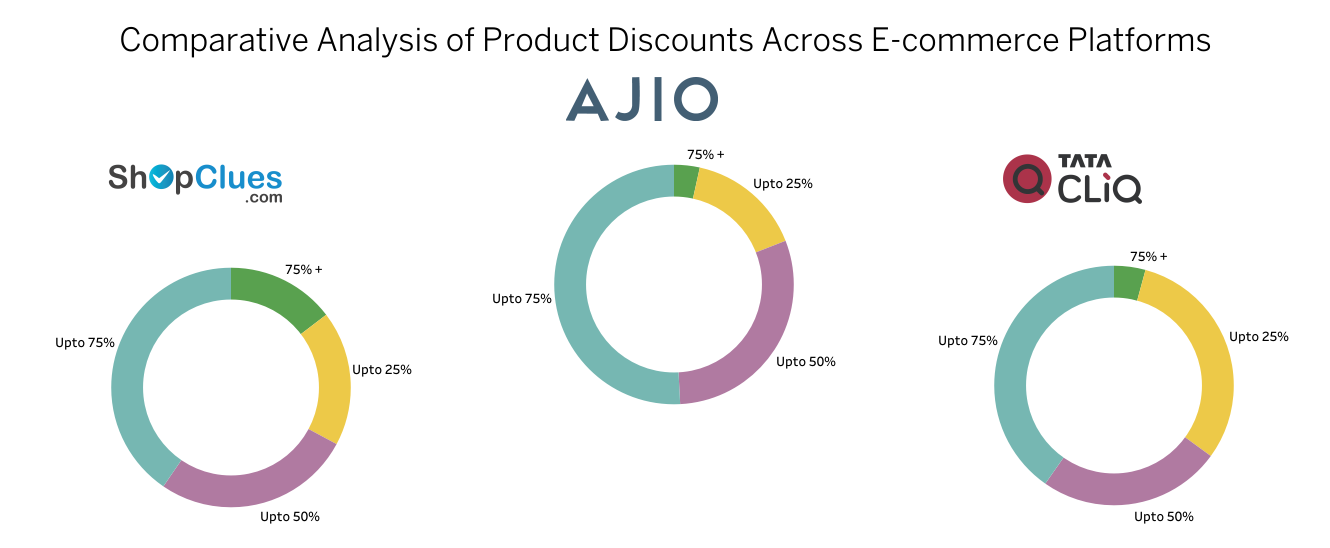 Comparative Analysis of Product Discounts Across E-commerce Platforms
AJIO
ShopClues
.com
TATA
CLiQ
75% +
Upto 25%
Upto 50%
Upto 75%
75% +
Upto 25%
Upto 50%
Upto 75%
75% +
Upto 25%
Upto 50%
Upto 75%